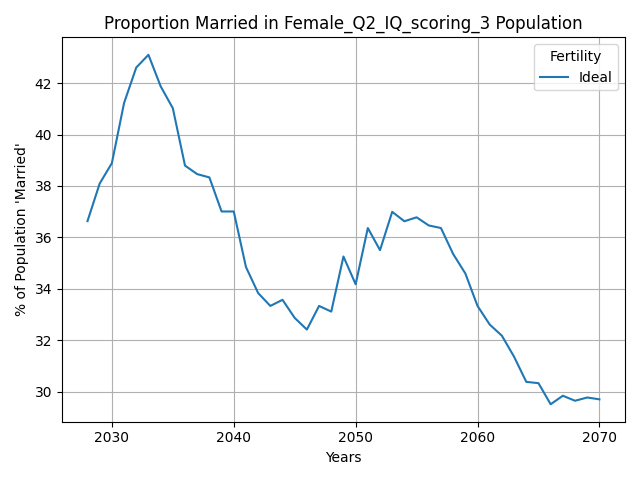 Proportion Married in Female_Q2_IQ_scoring_3 Population
Fertility
Ideal
% of Population 'Married'
42
40
38
36
34
32
30
2030
2040
2050
2060
2070
Years